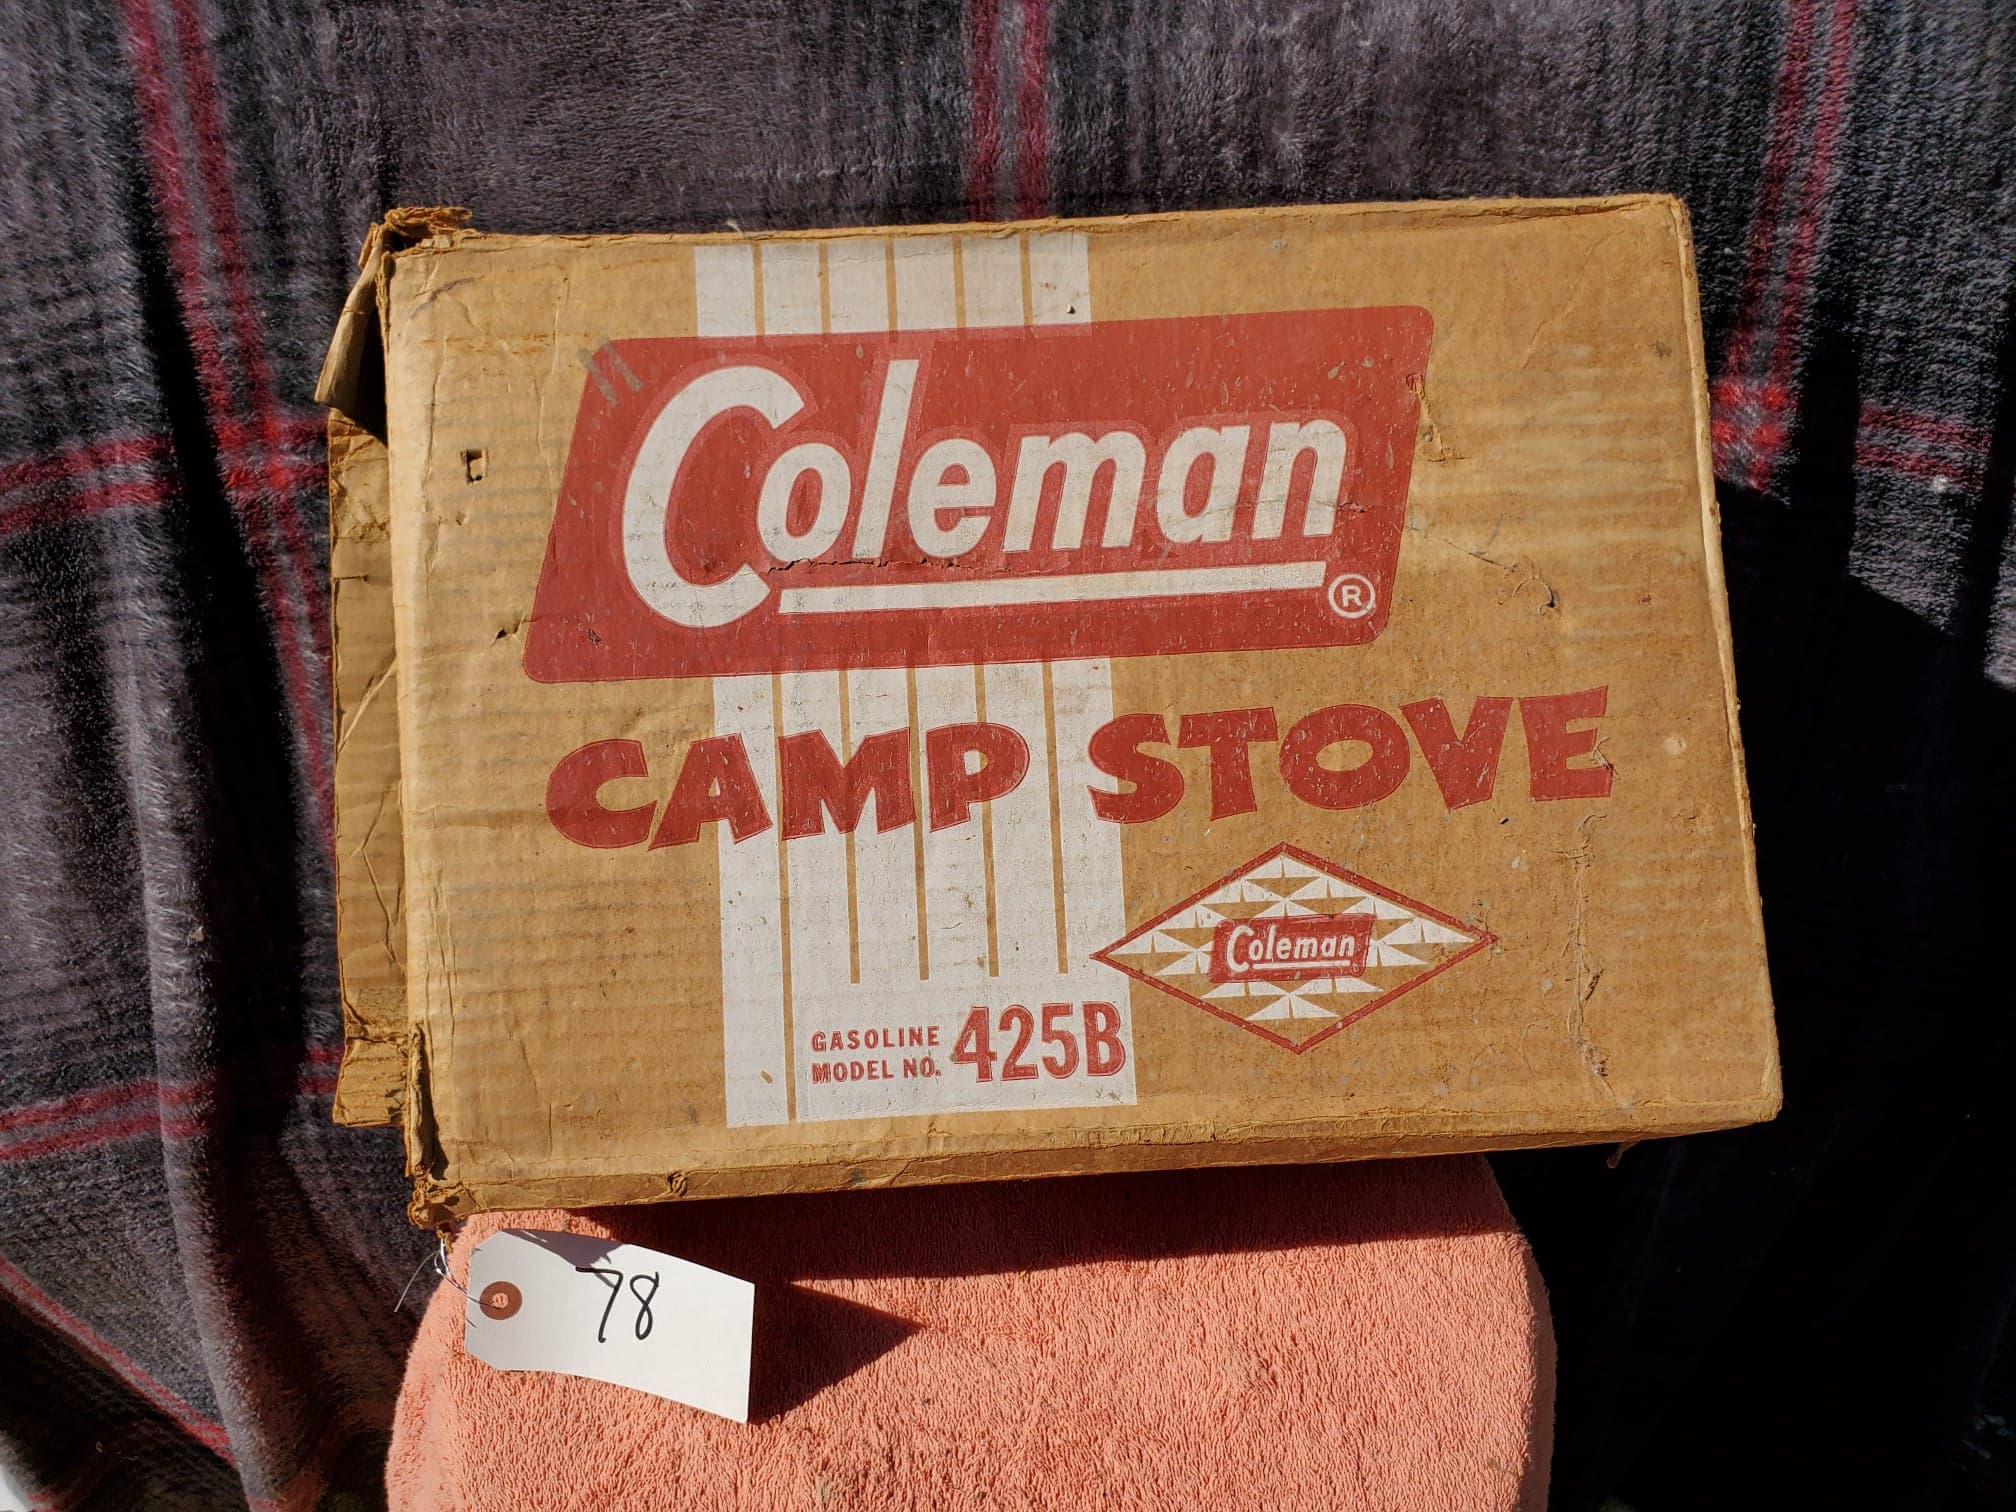 Coleman®
CAMP STOVE
Coleman
GASOLINE
MODEL NO. 425B
78